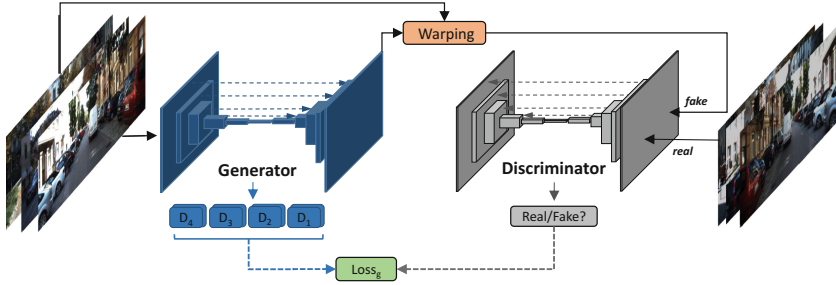 Warping
fake
real
Generator
Discriminator
D4 D3 D2 D1
Real/Fake?
Lossg